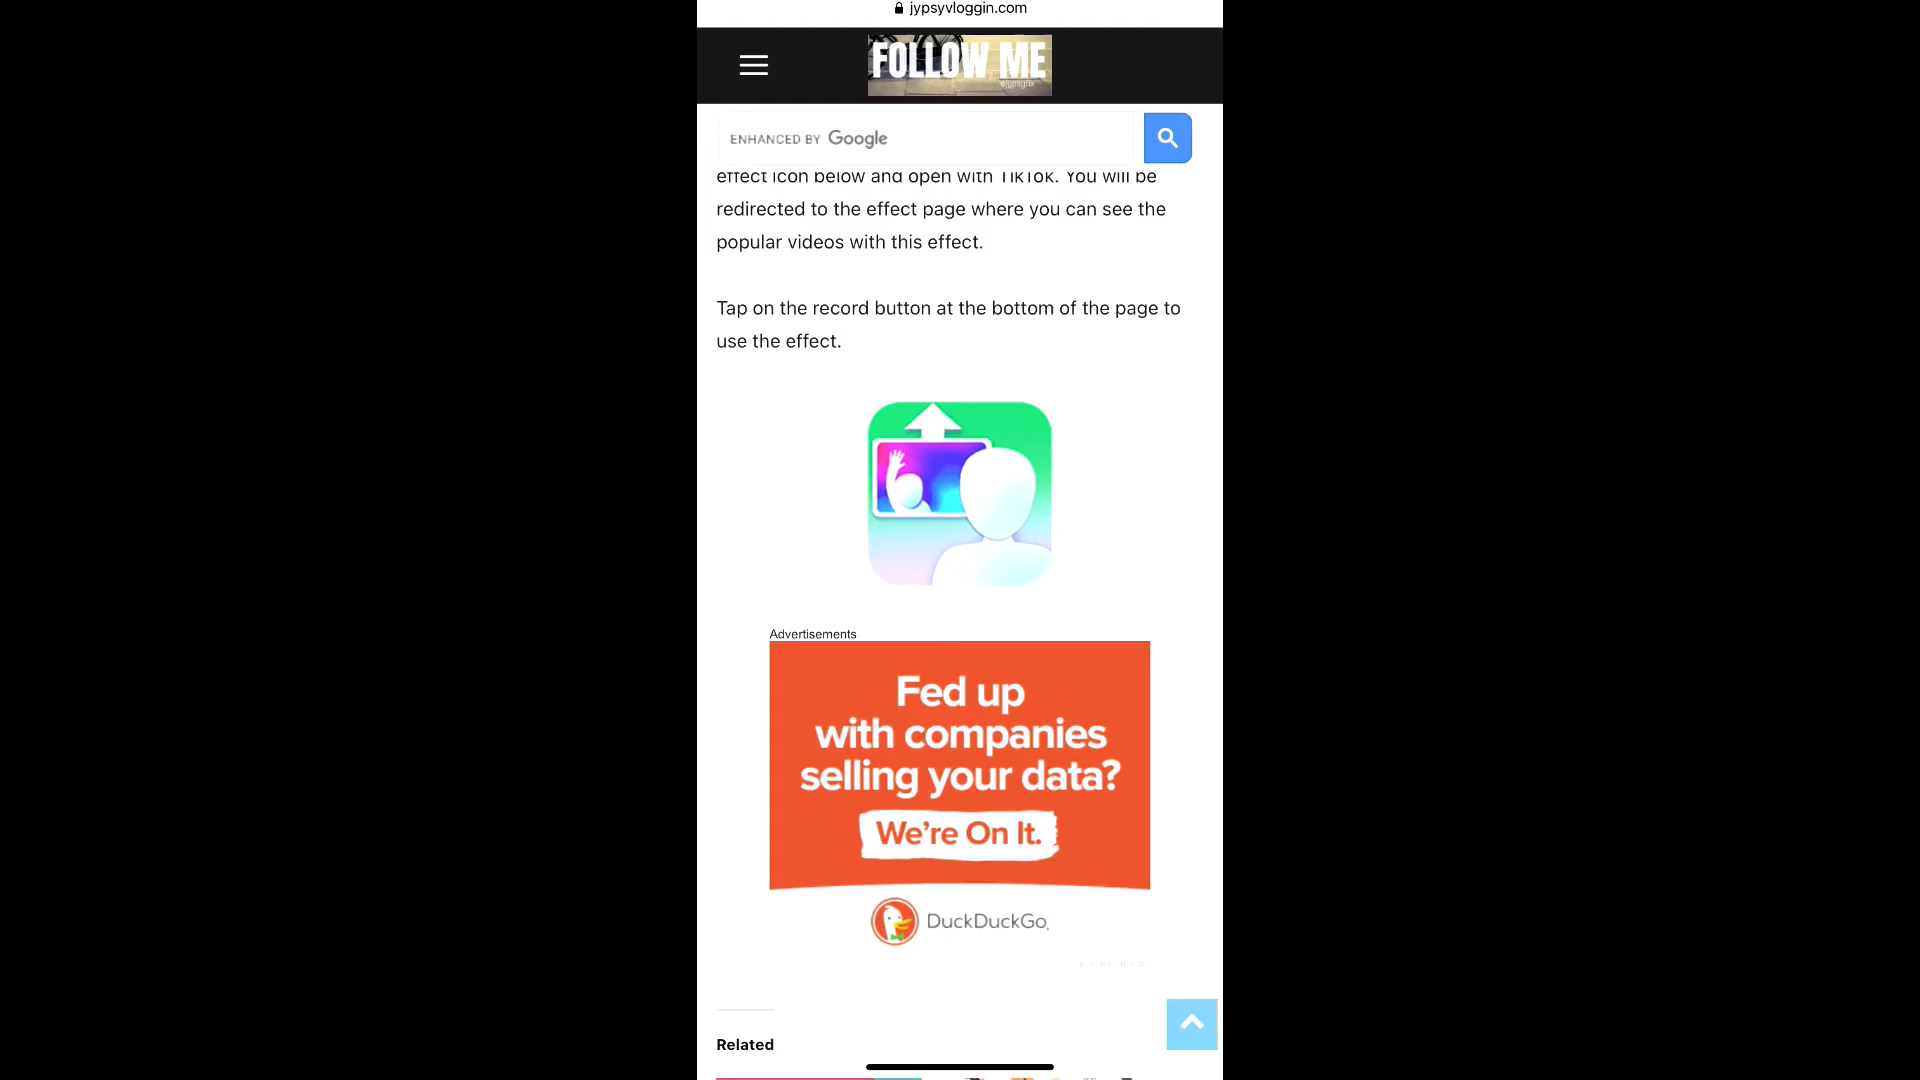 jypsyvloggin.com
FOLLOW ME
ENHANCED BY Google
effect icon below and open with TikTok. You will be
redirected to the effect page where you can see the
popular videos with this effect.
Tap on the record button at the bottom of the page to
use the effect.
Advertisements
Fed up
with companies
selling your data?
We're On It.
DuckDuckGo.
Related